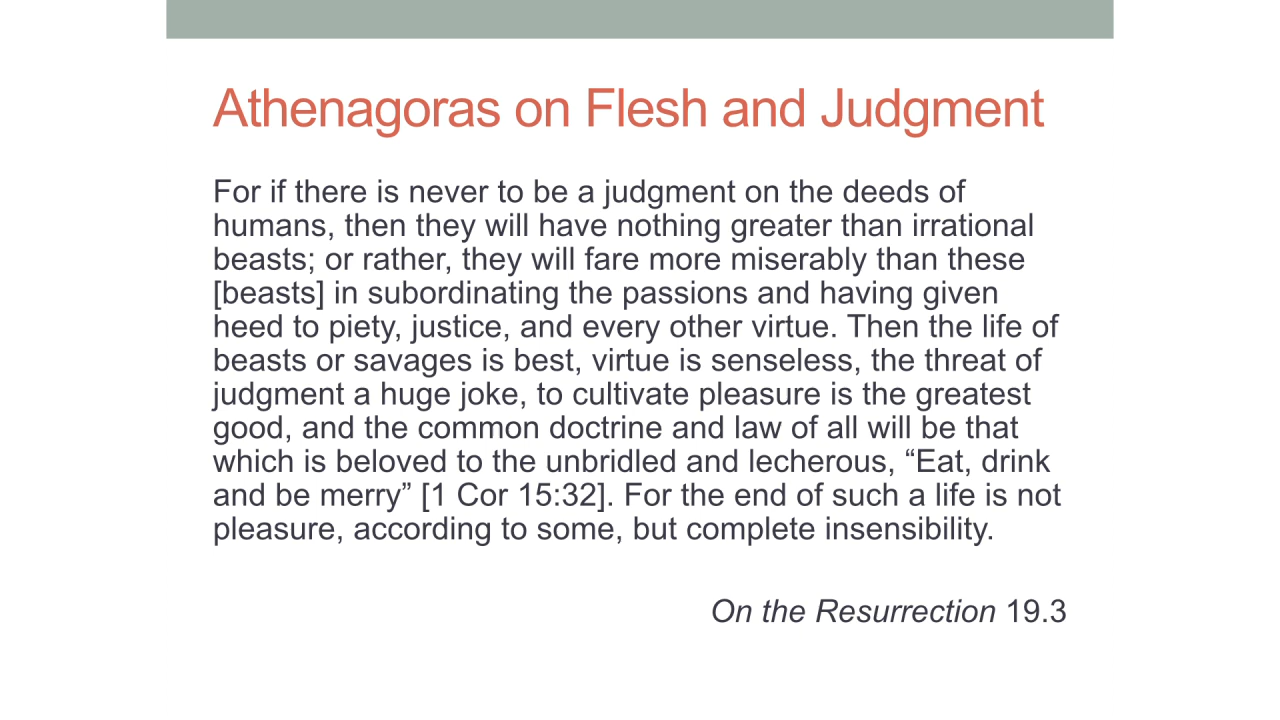 Athenagoras on Flesh and Judgment
For if there is never to be a judgment on the deeds of
humans, then they will have nothing greater than irrational
beasts; or rather, they will fare more miserably than these
[beasts] in subordinating the passions and having given
heed to piety, justice, and every other virtue. Then the life of
beasts or savages is best, virtue is senseless, the threat of
judgment a huge joke, to cultivate pleasure is the greatest
good, and the common doctrine and law of all will be that
which is beloved to the unbridled and lecherous, “Eat, drink
and be merry” [1 Cor 15:32]. For the end of such a life is not
pleasure, according to some, but complete insensibility.
On the Resurrection 19.3